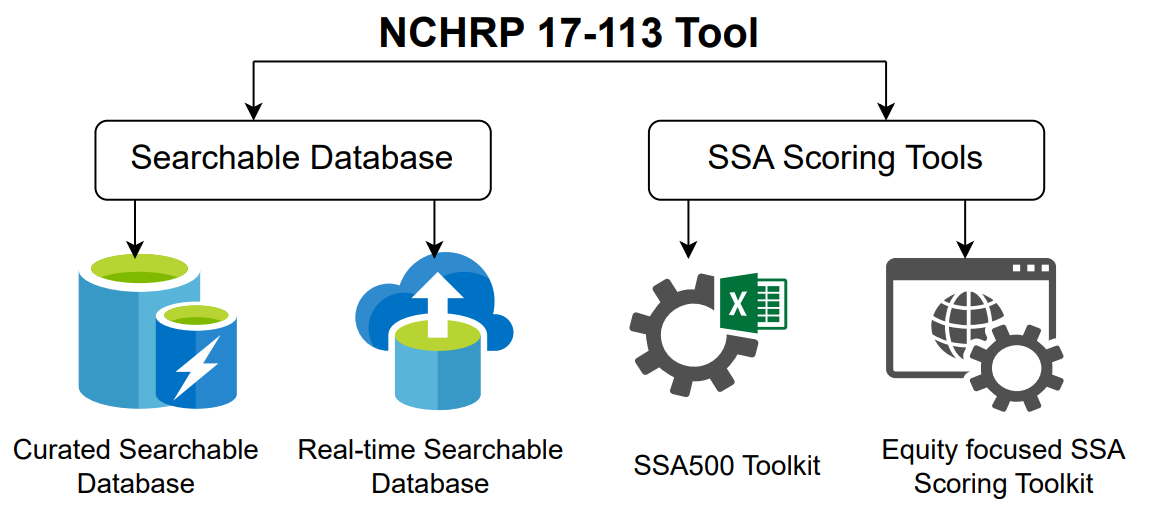 NCHRP 17-113 Tool
Searchable Database
SSA Scoring Tools
X
Curated Searchable
Database
Real-time Searchable
Database
SSA500 Toolkit
Equity focused SSA
Scoring Toolkit